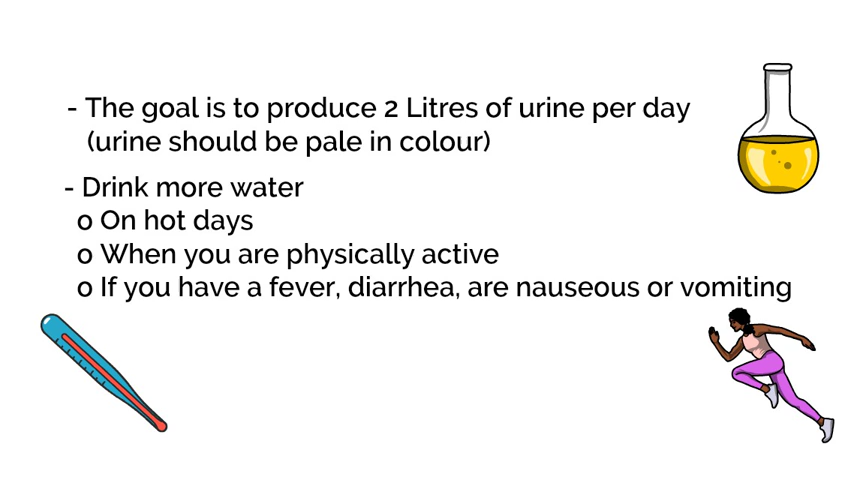 - The goal is to produce 2 Litres of urine per day
(urine should be pale in colour)
- Drink more water
o On hot days
o When you are physically active
o If you have a fever, diarrhea, are nauseous or vomiting